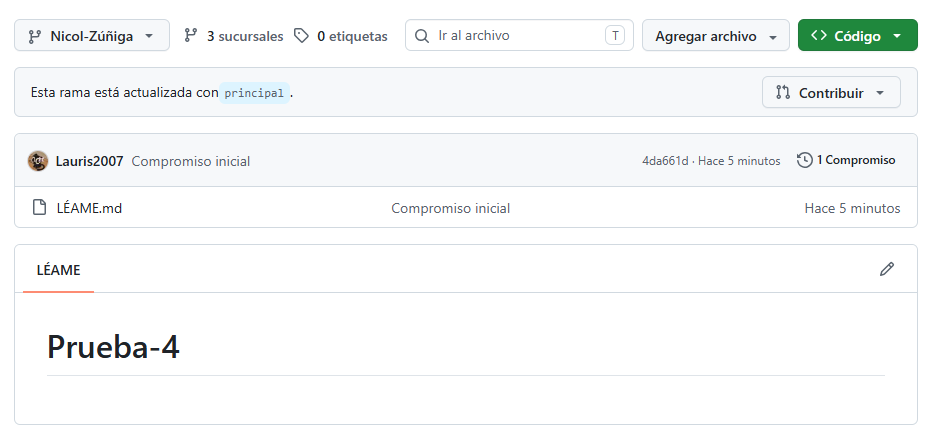 Nicol-Zúñiga 3 sucursales 0 etiquetas Ir al archivo T Agregar archivo Código
Esta rama está actualizada con principal . Contribuir
Lauris2007 Compromiso inicial 4da661d · Hace 5 minutos 1 Compromiso
LÉAME.md Compromiso inicial Hace 5 minutos
LÉAME
Prueba-4